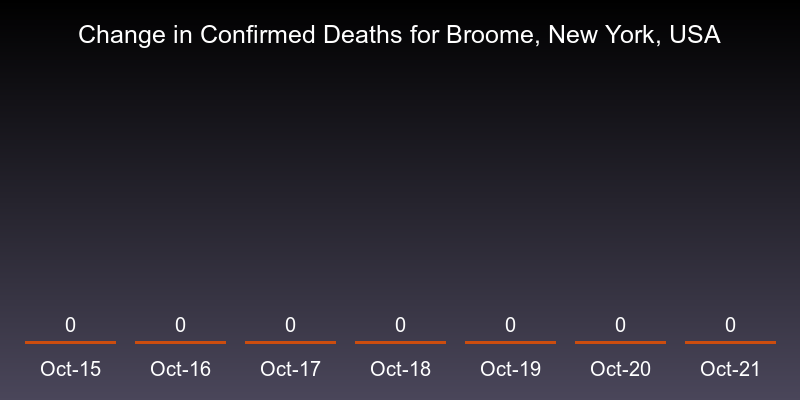 Change in Confirmed Deaths for Broome, New York, USA
0 0 0 0 0 0 0
Oct-15 Oct-16 Oct-17 Oct-18 Oct-19 Oct-20 Oct-21